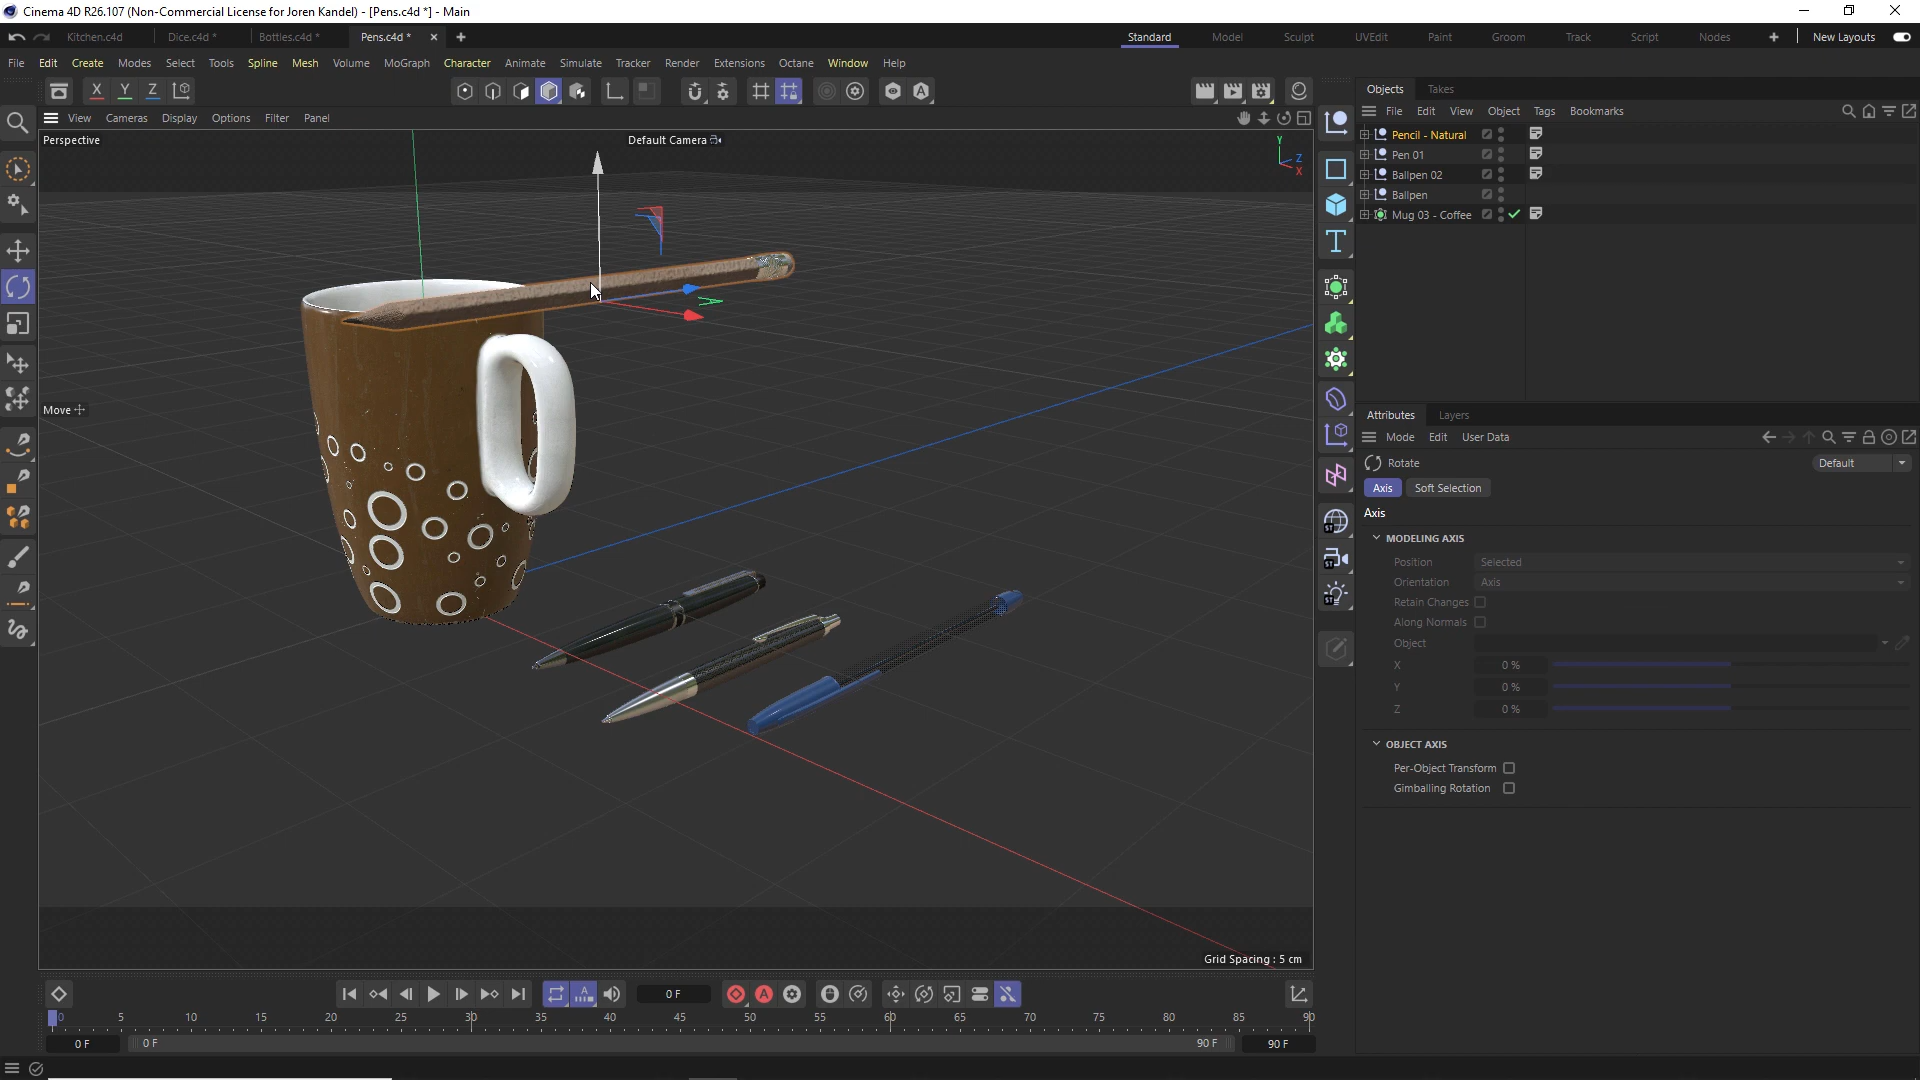 Cinema 4D R26.107 (Non-Commercial License for Joren Kandel) - [Pens.c4d *] - Main
Kitchen.c4d Dice.c4d * Bottles.c4d * Pens.c4d *
Standard Model Sculpt UVEdit Paint Groom Track Script Nodes New Layouts
File Edit Create Modes Select Tools Spline Mesh Volume MoGraph Character Animate Simulate Tracker Render Extensions Octane Window Help
X Y Z
Objects Takes
View Cameras Display Options Filter Panel
File Edit View Object Tags Bookmarks
Perspective
Default Camera
Y
Z
X
Pencil - Natural
Pen 01
Ballpen 02
Ballpen
Mug 03 - Coffee
Move
Attributes Layers
Mode Edit User Data
Rotate
Default
Axis Soft Selection
Axis
MODELING AXIS
Position Selected
Orientation Axis
Retain Changes
Along Normals
Object
X 0 %
Y 0 %
Z 0 %
OBJECT AXIS
Per-Object Transform
Gimballing Rotation
ST
ST
ST
Grid Spacing : 5 cm
0 F
0 5 10 15 20 25 30 35 40 45 50 55 60 65 70 75 80 85 90
0 F 0 F 90 F 90 F